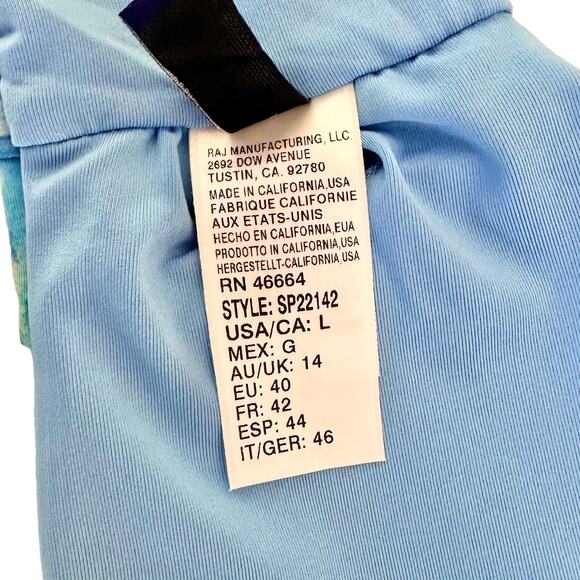 RAJ MANUFACTURING, LLC.
2692 DOW AVENUE
TUSTIN, CA. 92780
MADE IN CALIFORNIA,USA
FABRIQUE CALIFORNIE
AUX ETATS-UNIS
HECHO EN CALIFORNIA,EUA
PRODOTTO IN CALIFORNIA,USA
HERGESTELLT-CALIFORNIA,USA
RN 46664
STYLE: SP22142
USA/CA: L
MEX: G
AU/UK: 14
EU: 40
FR: 42
ESP: 44
IT/GER: 46